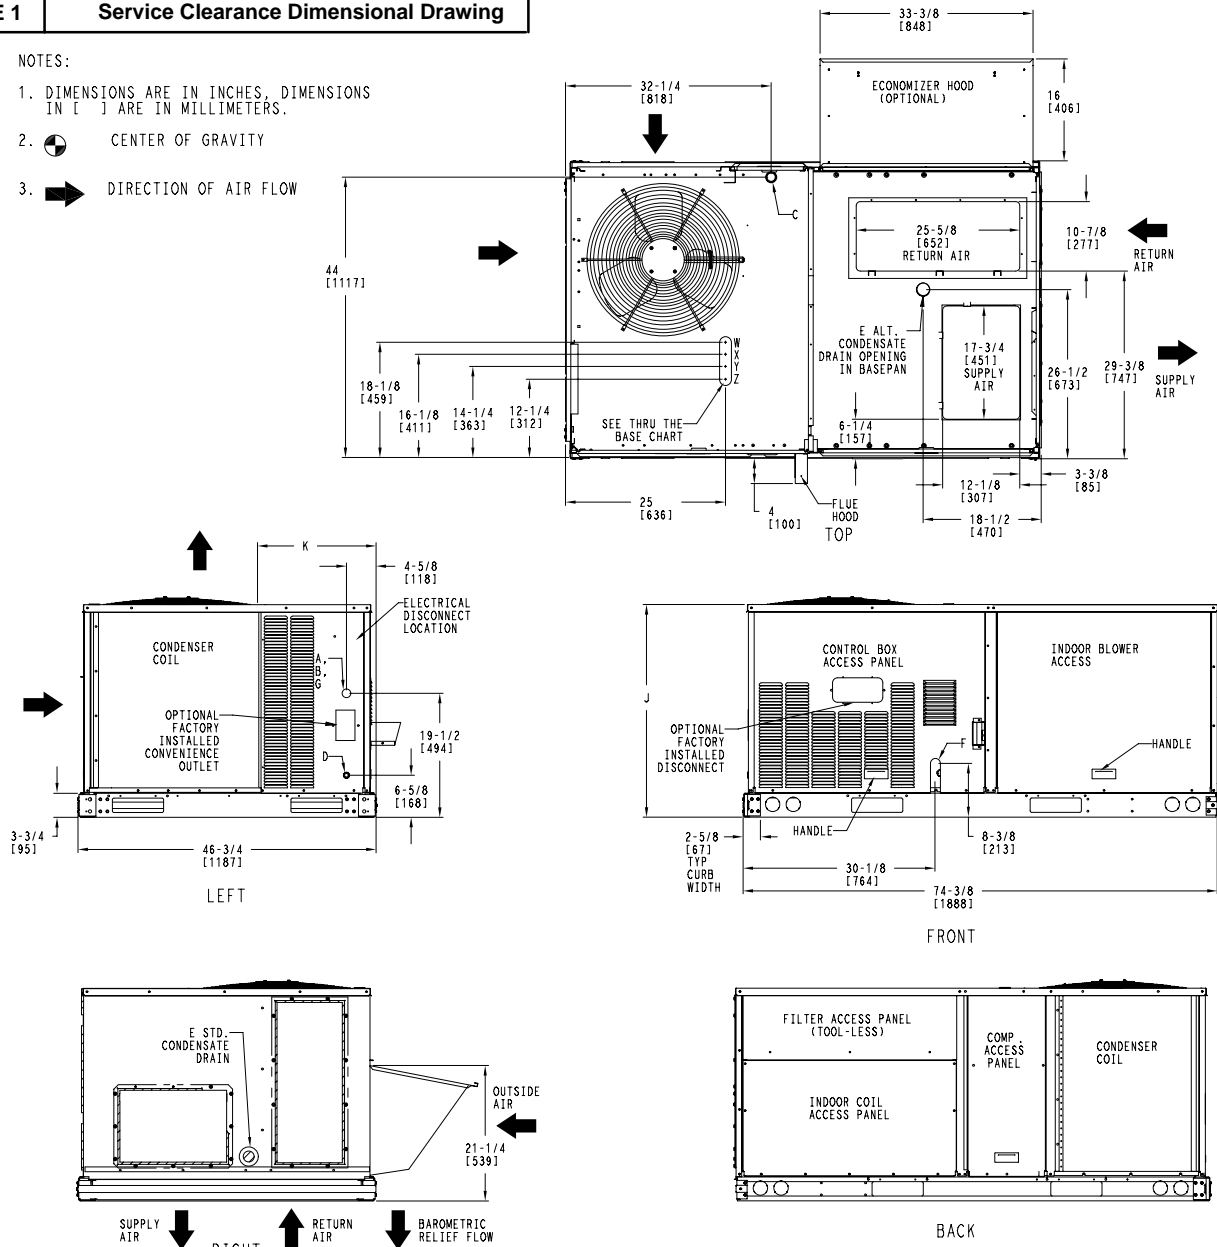 E 1
Service Clearance Dimensional Drawing
NOTES:
1. DIMENSIONS ARE IN INCHES, DIMENSIONS
IN [ ] ARE IN MILLIMETERS.
2. CENTER OF GRAVITY
3. DIRECTION OF AIR FLOW
33-3/8
[848]
32-1/4
[818]
ECONOMIZER HOOD
(OPTIONAL)
16
[406]
C
25-5/8
[652]
RETURN AIR
10-7/8
[277]
RETURN
AIR
44
[1117]
E ALT.
CONDENSATE
DRAIN OPENING
IN BASEPAN
17-3/4
[451]
SUPPLY
AIR
26-1/2
[673]
29-3/8
[747]
SUPPLY
AIR
W
X
Y
Z
18-1/8
[459]
16-1/8
[411]
14-1/4
[363]
12-1/4
[312]
SEE THRU THE
BASE CHART
6-1/4
[157]
25
[636]
4
[100]
FLUE
HOOD
12-1/8
[307]
3-3/8
[85]
18-1/2
[470]
TOP
K
4-5/8
[118]
ELECTRICAL
DISCONNECT
LOCATION
CONDENSER
COIL
A,
B,
G
OPTIONAL
FACTORY
INSTALLED
CONVENIENCE
OUTLET
D
19-1/2
[494]
6-5/8
[168]
3-3/4
[95]
46-3/4
[1187]
LEFT
J
CONTROL BOX
ACCESS PANEL
INDOOR BLOWER
ACCESS
OPTIONAL
FACTORY
INSTALLED
DISCONNECT
F
HANDLE
HANDLE
2-5/8
[67]
TYP
CURB
WIDTH
8-3/8
[213]
30-1/8
[764]
74-3/8
[1888]
FRONT
E STD.
CONDENSATE
DRAIN
OUTSIDE
AIR
21-1/4
[539]
SUPPLY
AIR
RIGHT
RETURN
AIR
BAROMETRIC
RELIEF FLOW
FILTER ACCESS PANEL
(TOOL-LESS)
COMP.
ACCESS
PANEL
CONDENSER
COIL
INDOOR COIL
ACCESS PANEL
BACK